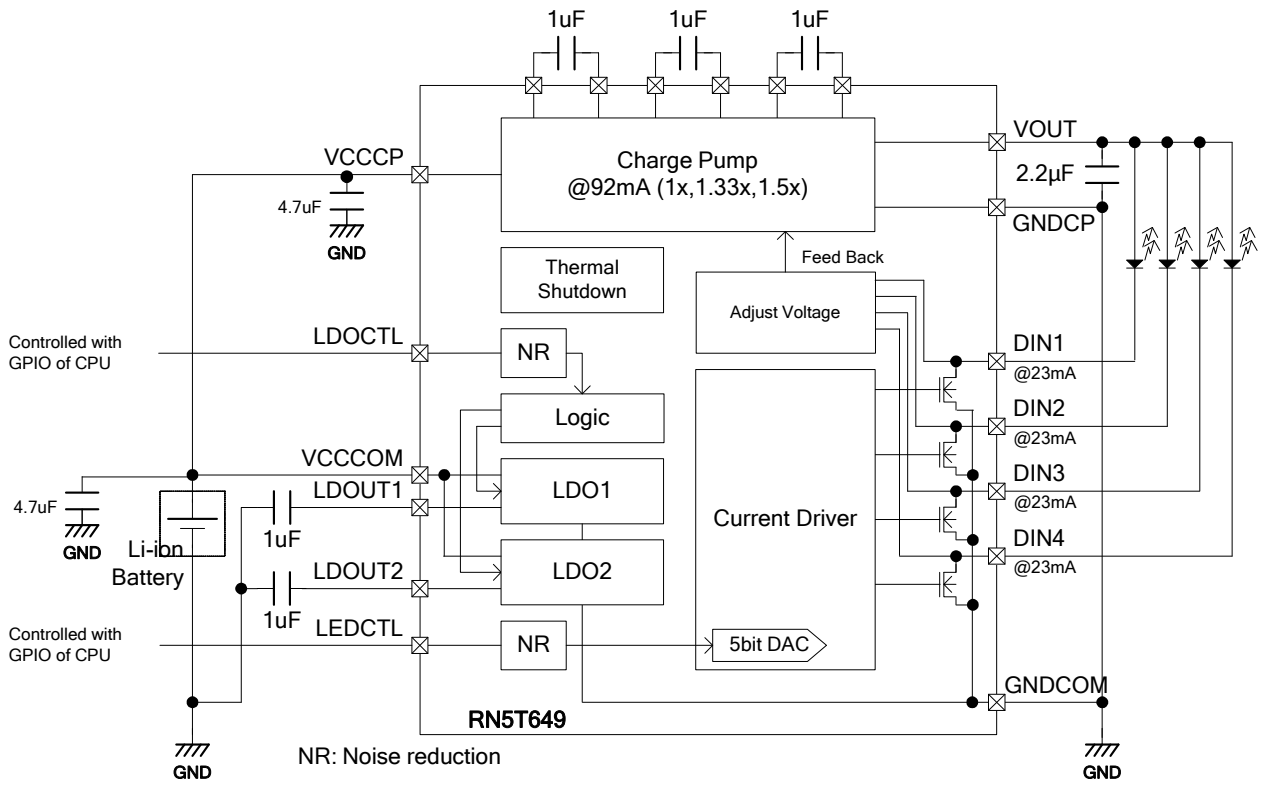 1uF
1uF
1uF
VCCCP
4.7uF
GND
Charge Pump
@92mA (1x,1.33x,1.5x)
VOUT
2.2µF
GNDCP
Thermal
Shutdown
Feed Back
Adjust Voltage
Controlled with
GPIO of CPU
LDOCTL
NR
Logic
DIN1
@23mA
DIN2
@23mA
DIN3
@23mA
DIN4
@23mA
VCCCOM
LDOUT1
LDO1
4.7uF
GND
Li-ion
Battery
1uF
LDOUT2
LDO2
1uF
Current Driver
Controlled with
GPIO of CPU
LEDCTL
NR
5bit DAC
GNDCOM
RN5T649
GND
NR: Noise reduction
GND